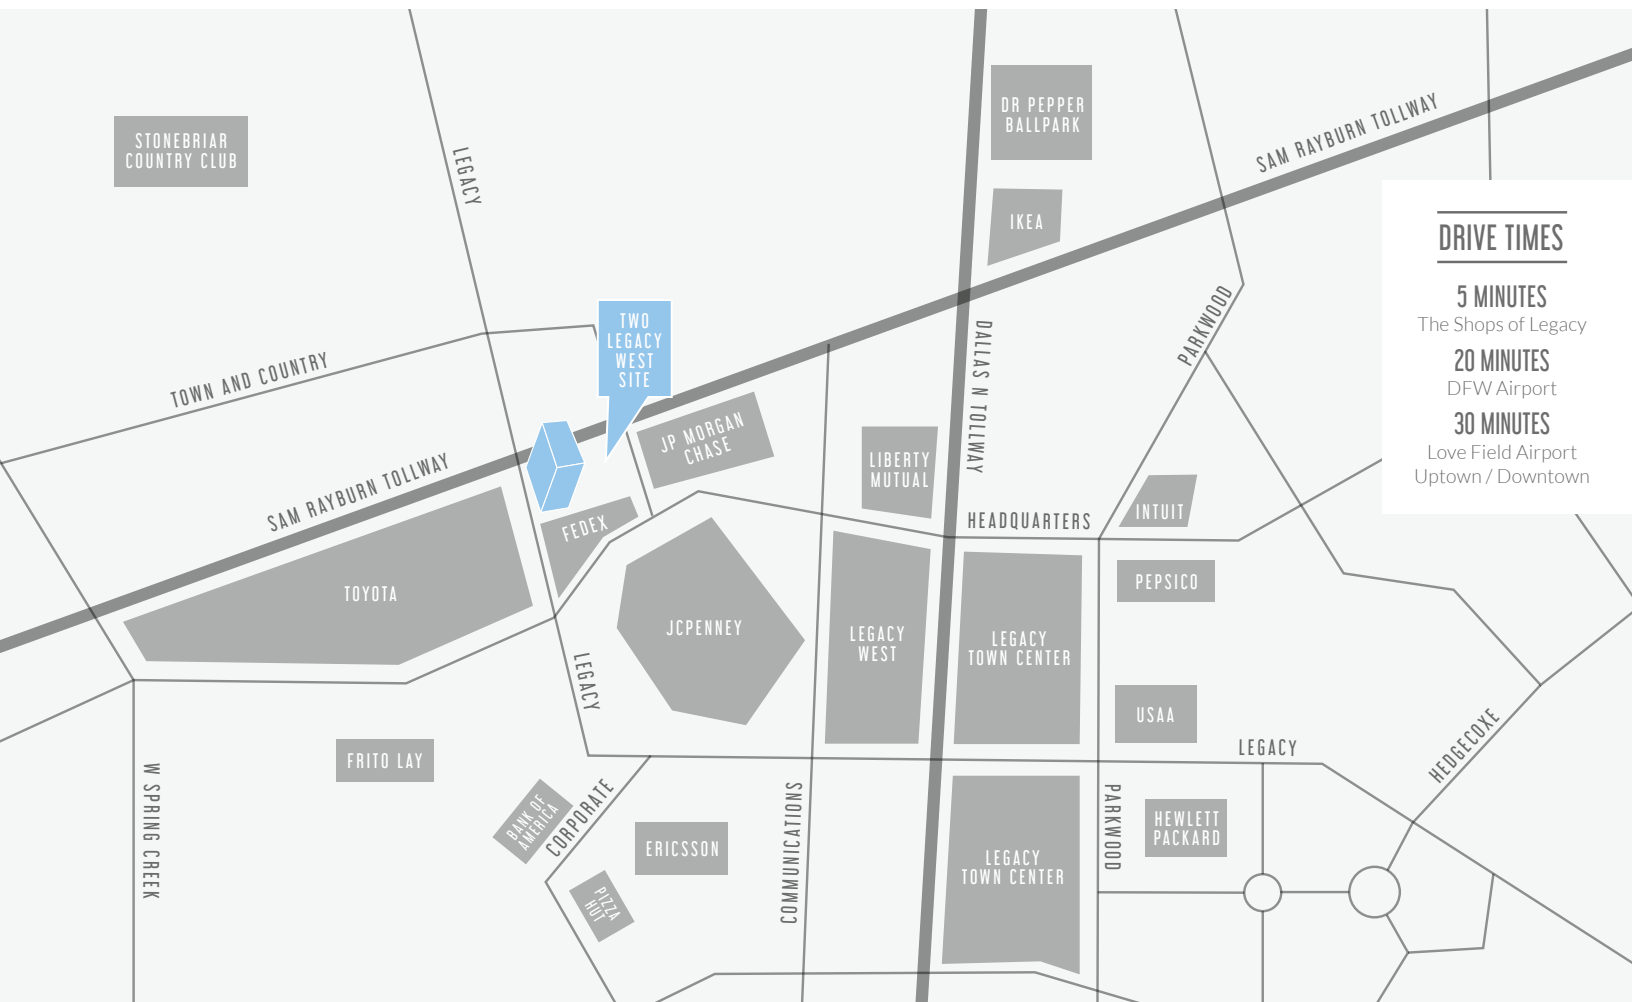 DR PEPPER
BALLPARK
SAM RAYBURN TOLLWAY
STONEBRIAR
COUNTRY CLUB
LEGACY
IKEA
DRIVE TIMES
5 MINUTES
The Shops of Legacy
20 MINUTES
DFW Airport
30 MINUTES
Love Field Airport
Uptown / Downtown
TWO
LEGACY
WEST
SITE
PARKWOOD
DALLAS N TOLLWAY
TOWN AND COUNTRY
JP MORGAN
CHASE
SAM RAYBURN TOLLWAY
LIBERTY
MUTUAL
FEDEX
HEADQUARTERS
INTUIT
TOYOTA
PEPSICO
JCPENNEY
LEGACY
WEST
LEGACY
TOWN CENTER
LEGACY
USAA
LEGACY
HEDGECOXE
FRITO LAY
W SPRING CREEK
BANK OF
AMERICA
CORPORATE
ERICSSON
COMMUNICATIONS
PARKWOOD
HEWLETT
PACKARD
LEGACY
TOWN CENTER
PIZZA
HUT